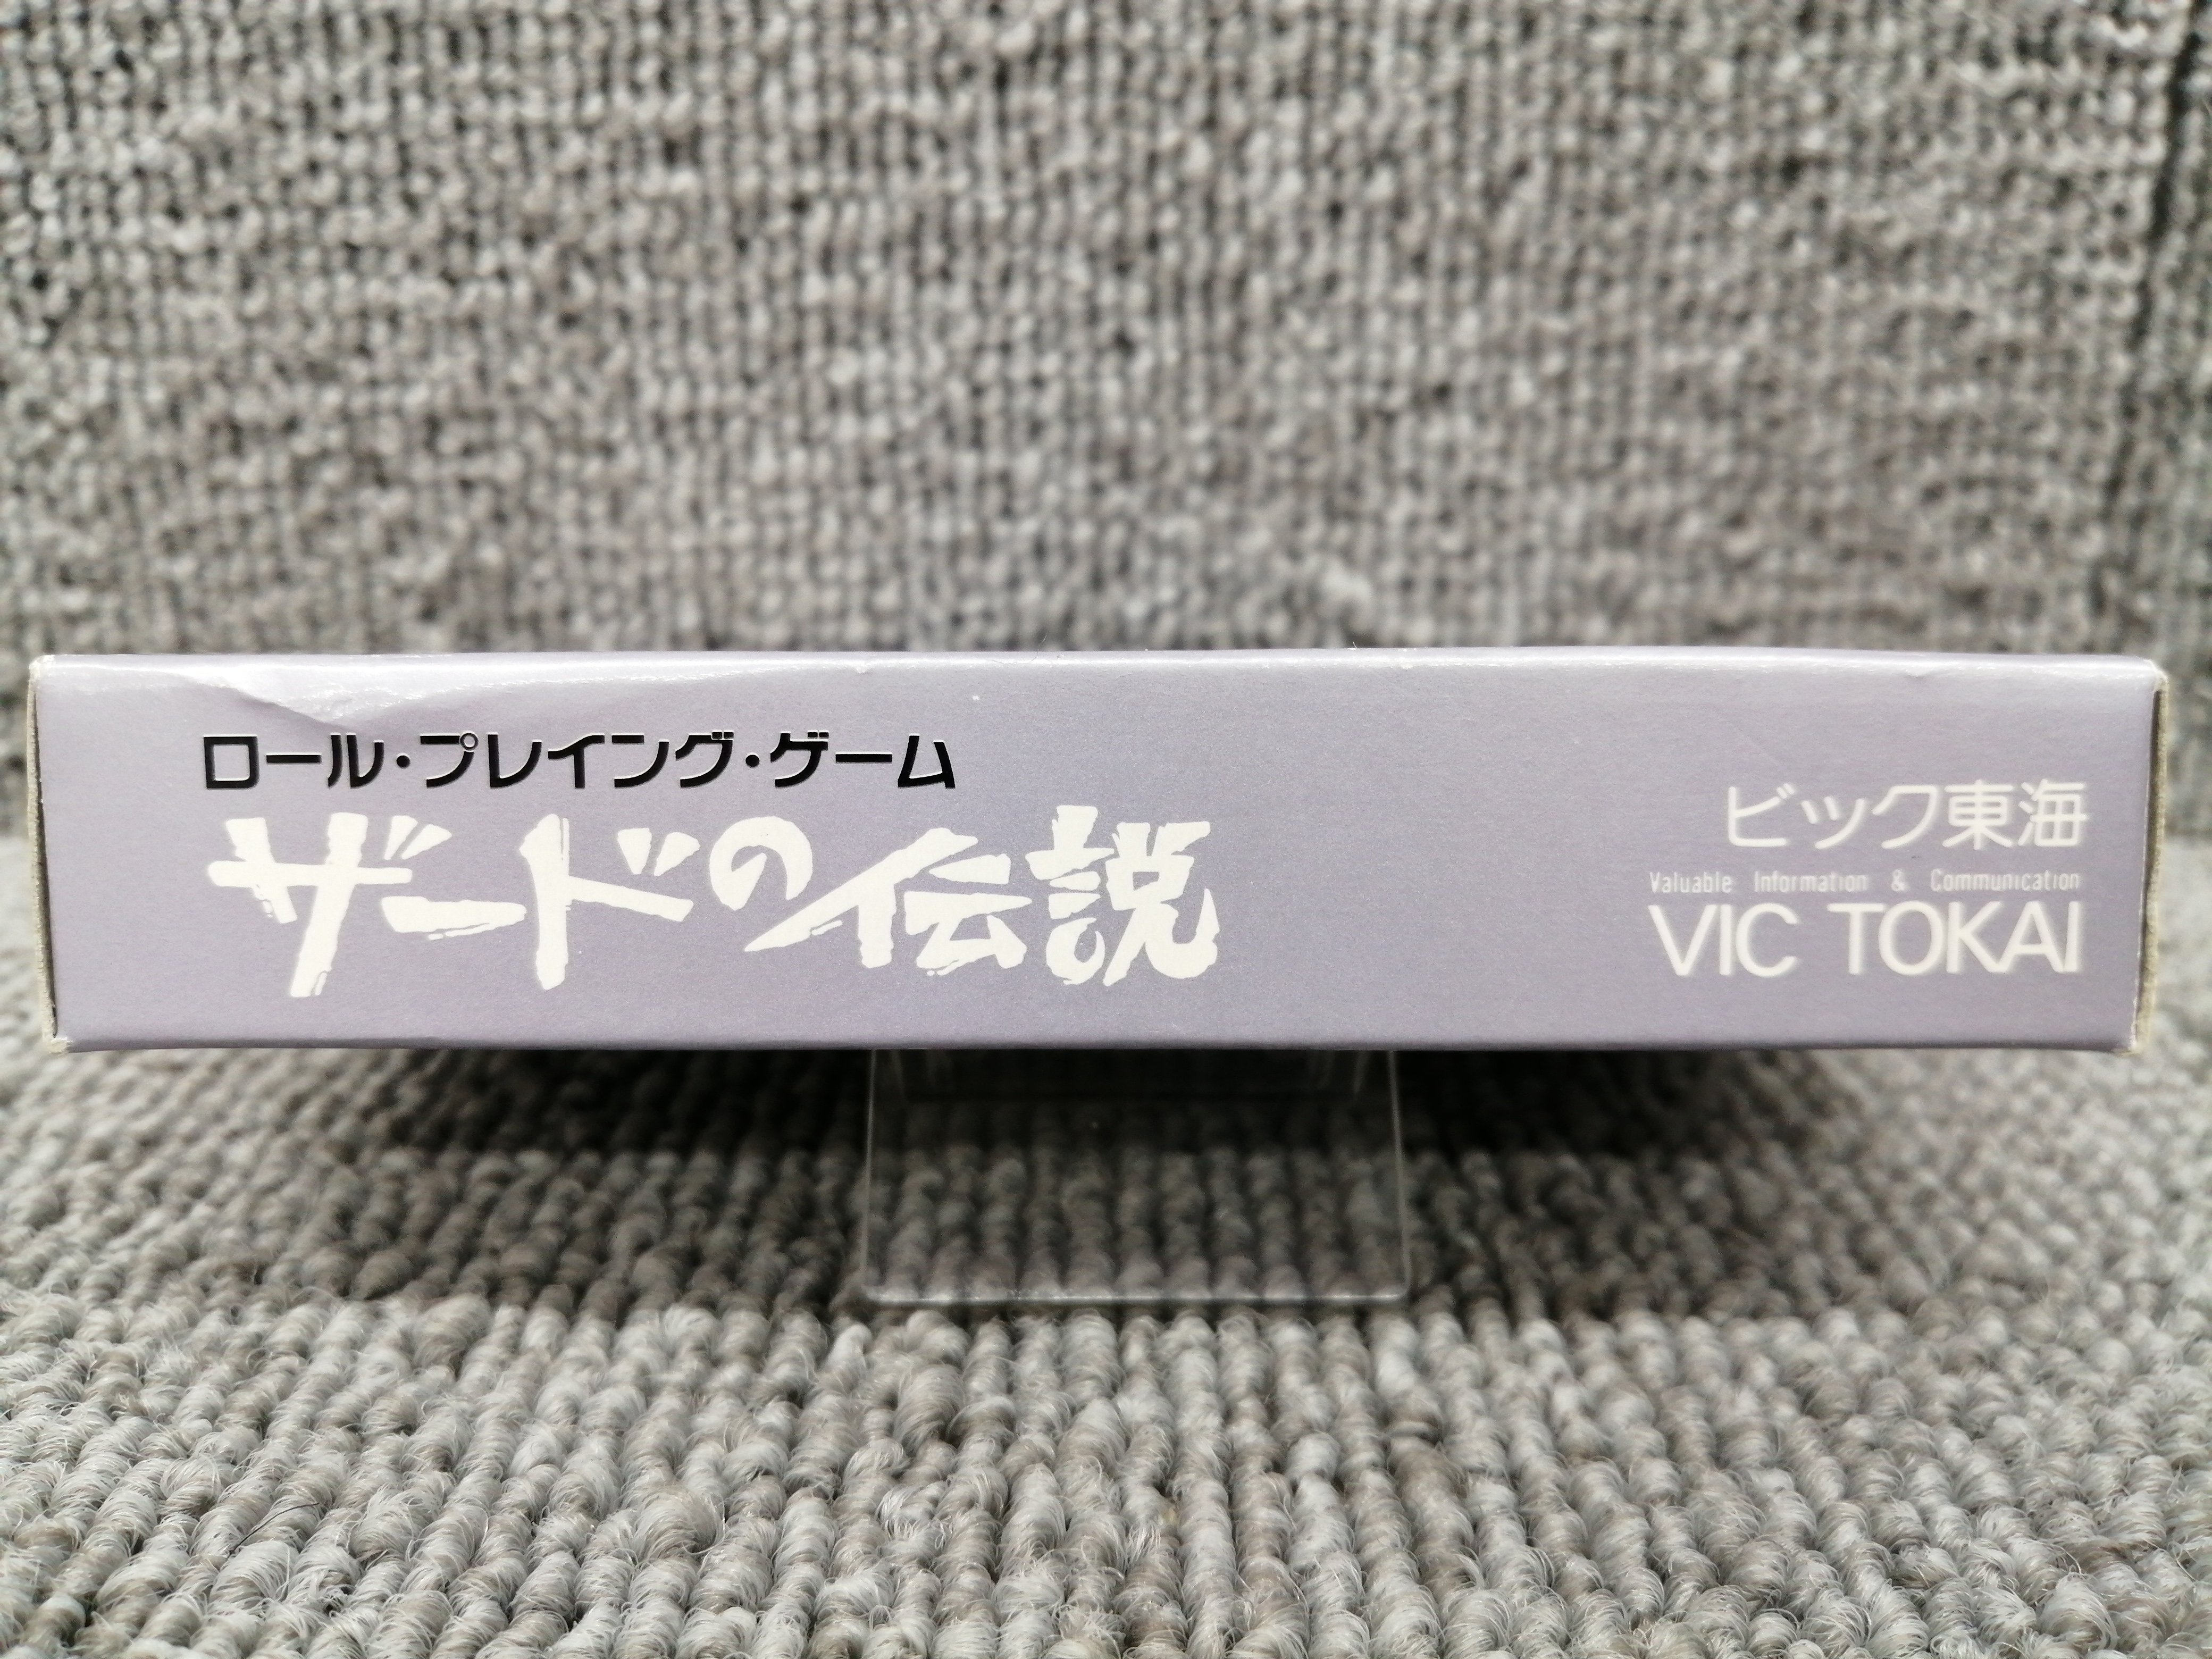 ロール・プレイング・ゲーム
ザードの伝説
ビック東海
Valuable Information & Communication
VIC TOKAI